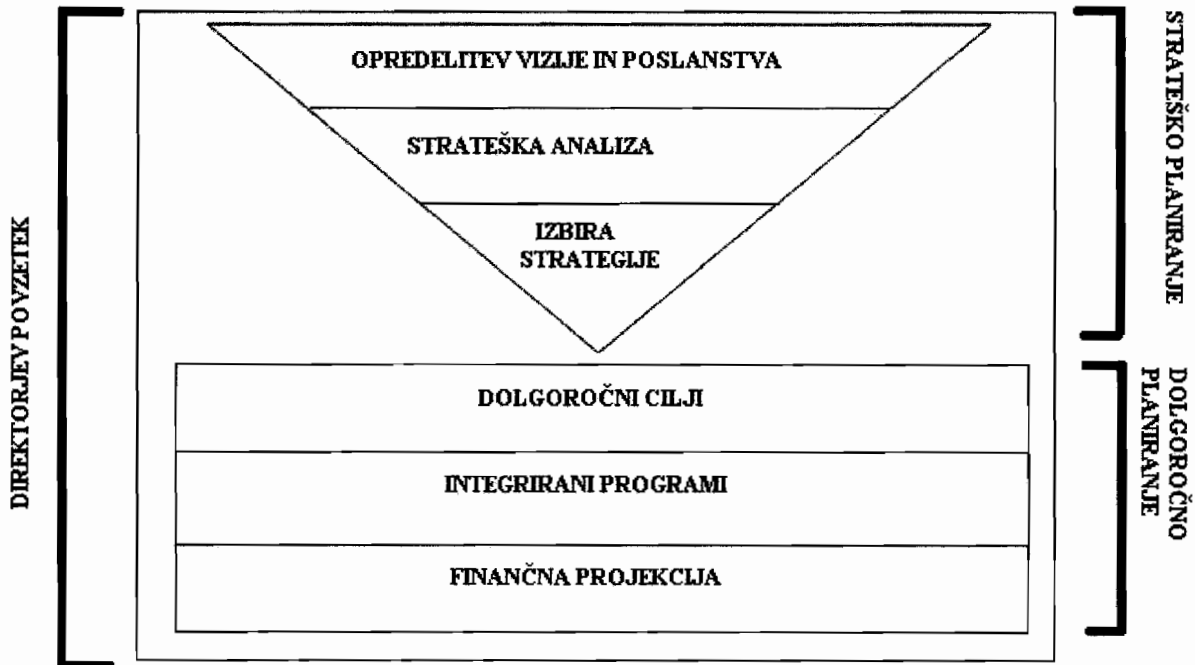 OPREDELITEV VIZIJE IN POSLANSTVA
STRATEŠKA ANALIZA
IZBIRA
STRATEGIJE
DOLGOROČNI CILJI
INTEGRIRANI PROGRAMI
FINANČNA PROJEKCIJA
DIREKTORJEV POVZETEK
STRATEŠKO PLANIRANJE
DOLGOROČNO
PLANIRANJE